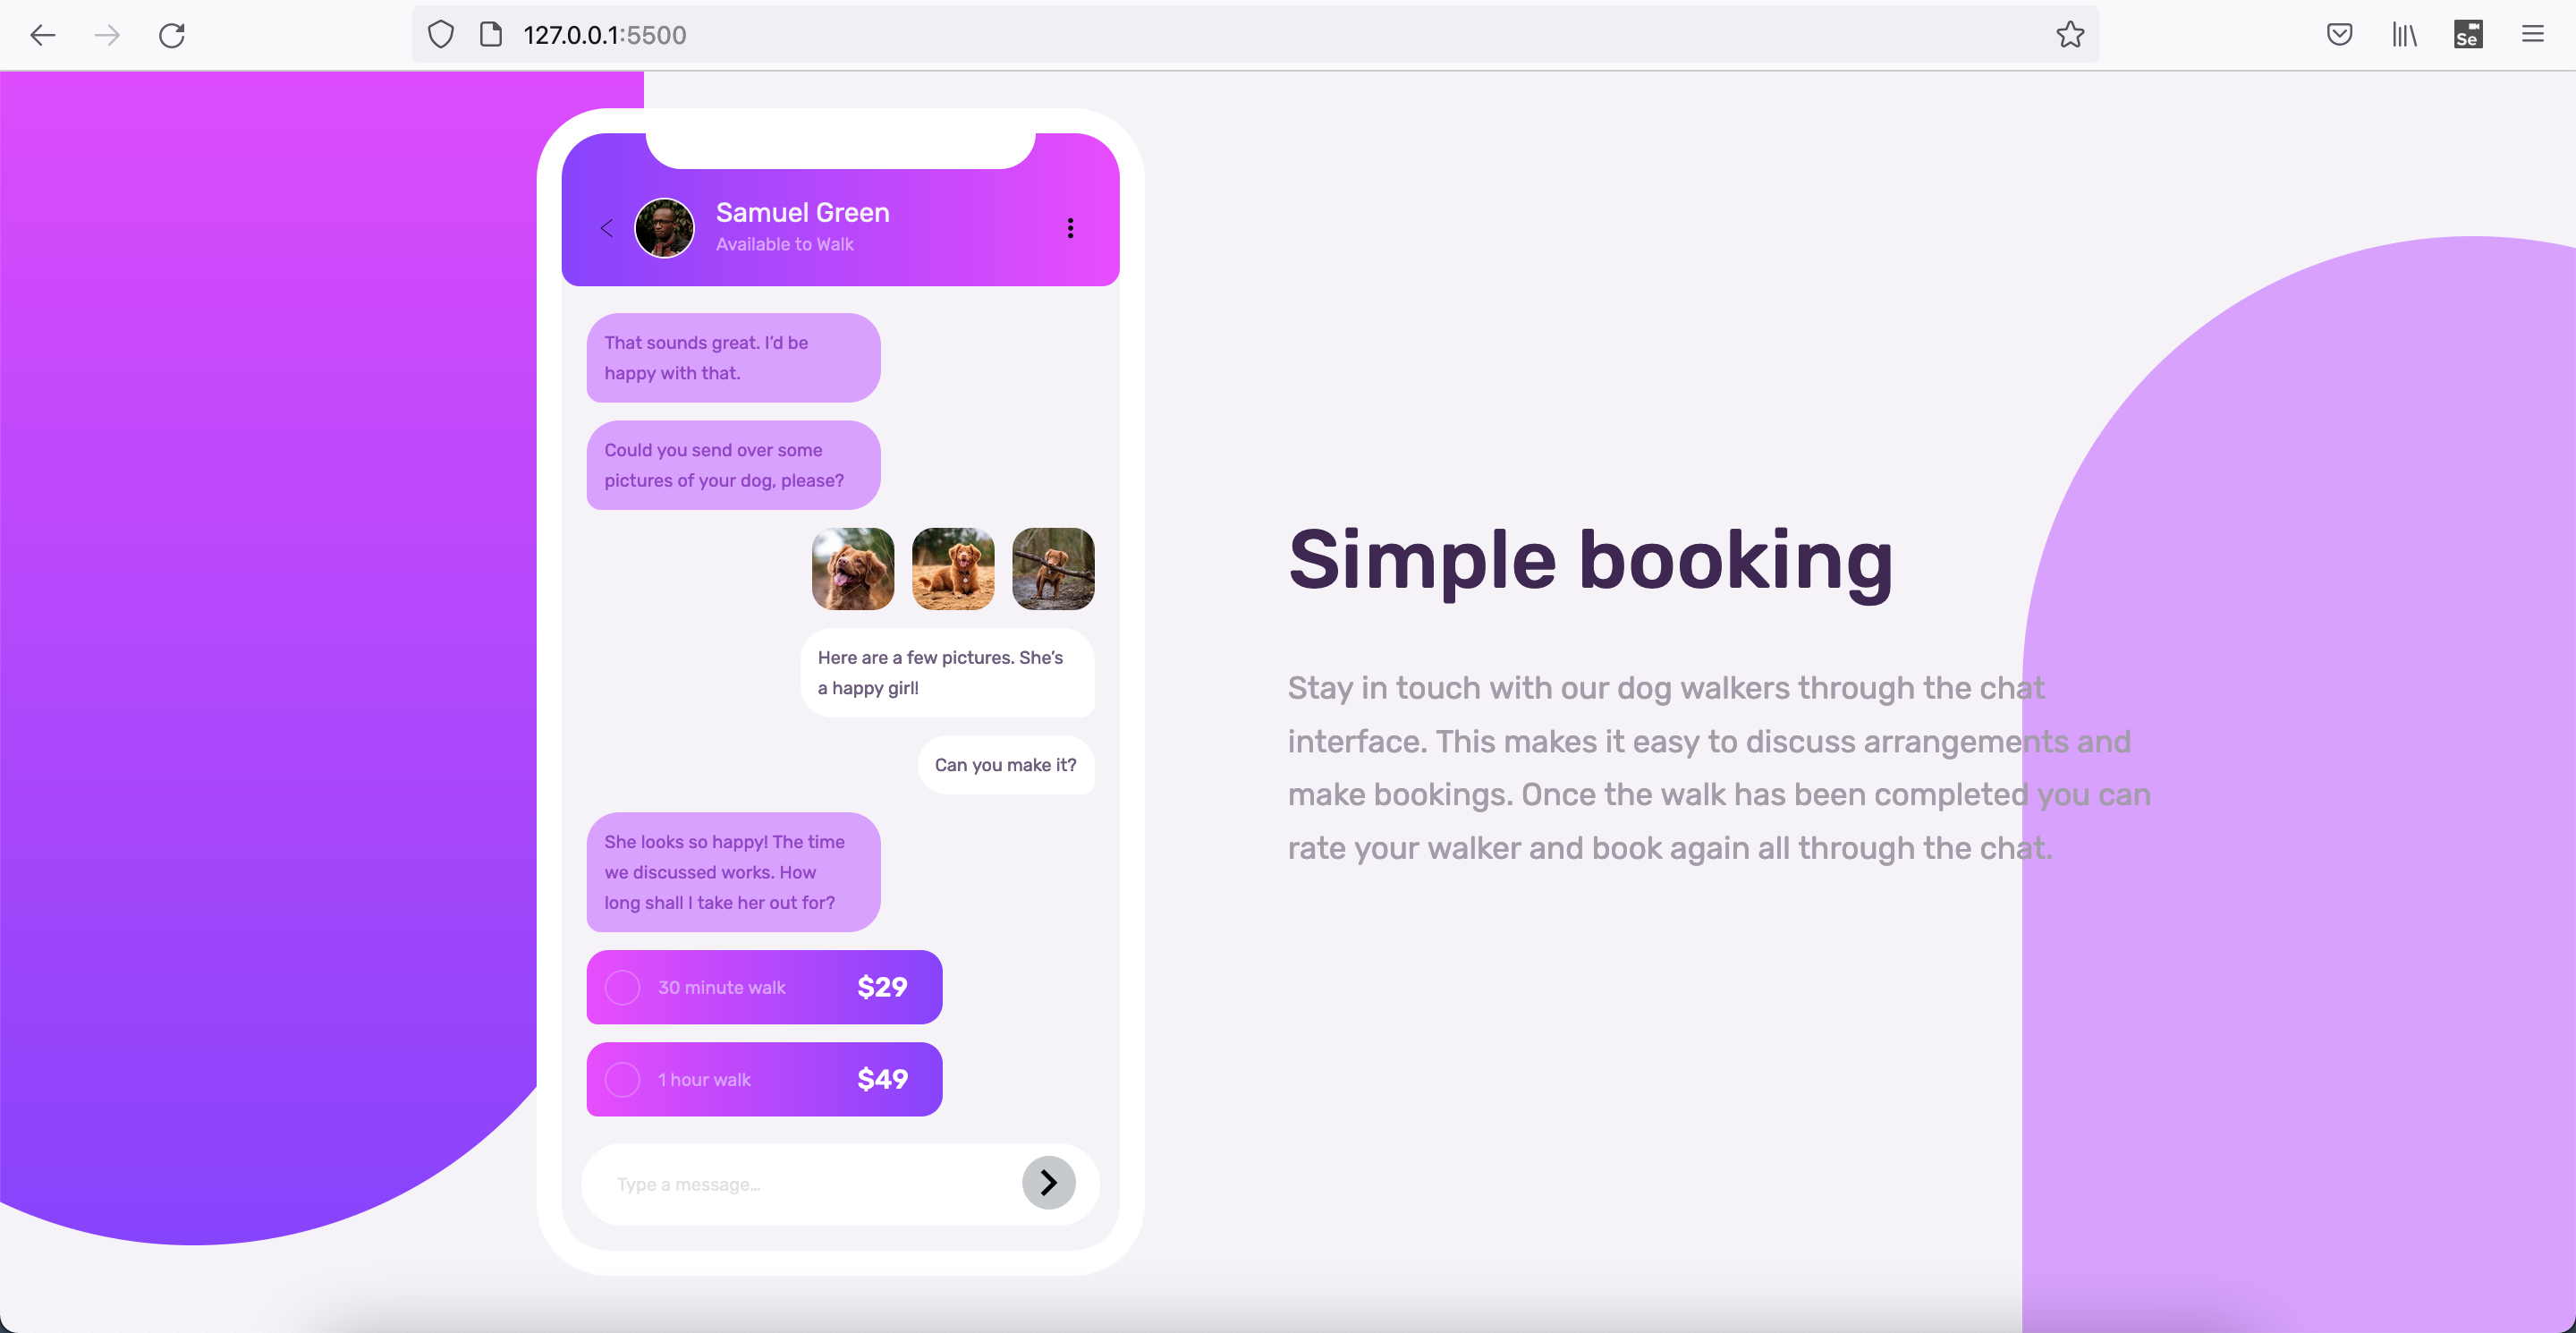 127.0.0.1:5500
Se
Samuel Green
Available to Walk
That sounds great. I’d be
happy with that.
Could you send over some
pictures of your dog, please?
Here are a few pictures. She’s
a happy girl!
Can you make it?
She looks so happy! The time
we discussed works. How
long shall I take her out for?
30 minute walk $29
1 hour walk $49
Type a message…
Simple booking
Stay in touch with our dog walkers through the chat
interface. This makes it easy to discuss arrangements and
make bookings. Once the walk has been completed you can
rate your walker and book again all through the chat.